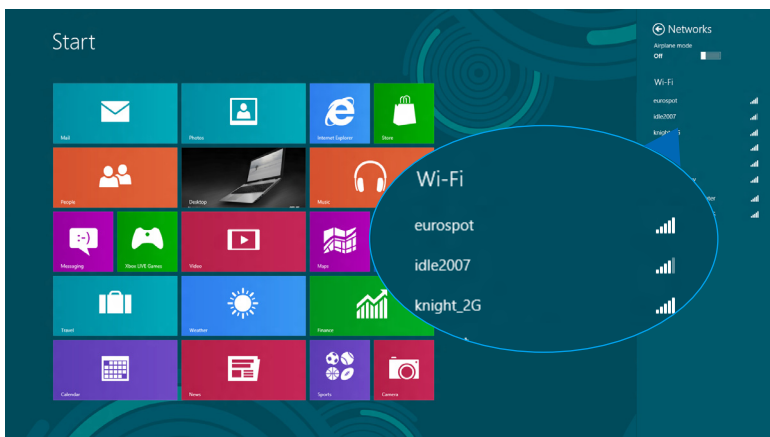 Start
Mail
Photos
Internet Explorer
Store
People
Desktop
Music
Messaging
Xbox LIVE Games
Video
Maps
Travel
Weather
Finance
Calendar
News
Sports
Camera
Networks
Airplane mode
Off
Wi-Fi
eurospot
idle2007
Wi-Fi
eurospot
idle2007
knight_2G